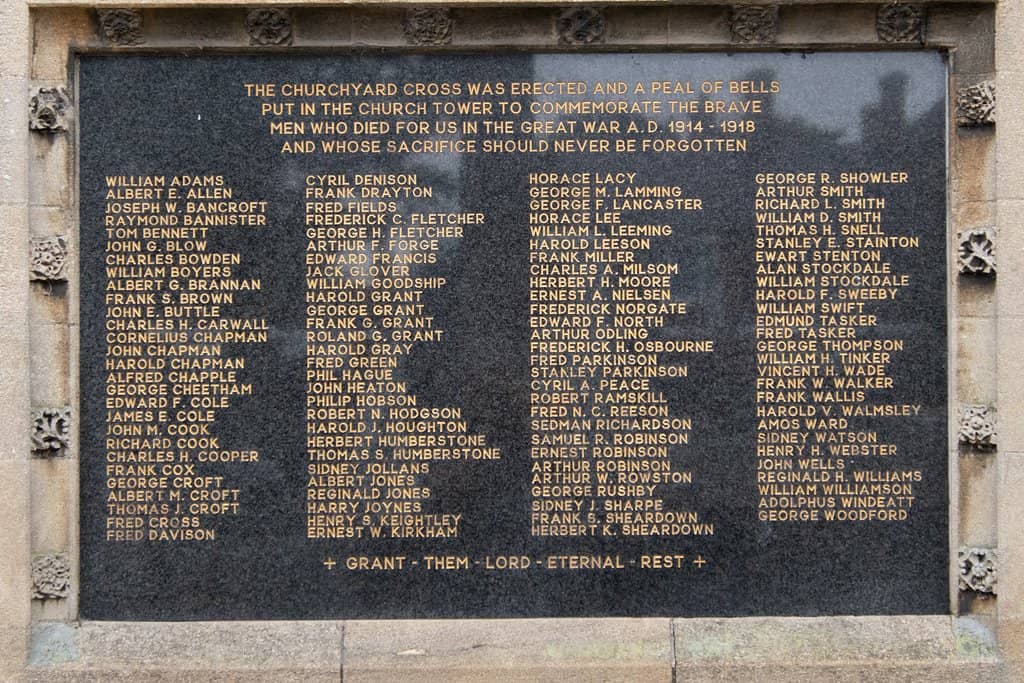 THE CHURCHYARD CROSS WAS ERECTED AND A PEAL OF BELLS
PUT IN THE CHURCH TOWER TO COMMEMORATE THE BRAVE
MEN WHO DIED FOR US IN THE GREAT WAR A.D. 1914 - 1918
AND WHOSE SACRIFICE SHOULD NEVER BE FORGOTTEN
WILLIAM ADAMS
ALBERT E. ALLEN
JOSEPH W. BANCROFT
RAYMOND BANNISTER
TOM BENNETT
JOHN G. BLOW
CHARLES BOWDEN
WILLIAM BOYERS
ALBERT G. BRANNAN
FRANK S. BROWN
JOHN E. BUTTLE
CHARLES H. CARWALL
CORNELIUS CHAPMAN
JOHN CHAPMAN
HAROLD CHAPMAN
ALFRED CHAPPLE
GEORGE CHEETHAM
EDWARD F. COLE
JAMES E. COLE
JOHN M. COOK
RICHARD COOK
CHARLES H. COOPER
FRANK COX
GEORGE CROFT
ALBERT M. CROFT
THOMAS J. CROFT
FRED CROSS
FRED DAVISON
CYRIL DENISON
FRANK DRAYTON
FRED FIELDS
FREDERICK C. FLETCHER
GEORGE H. FLETCHER
ARTHUR F. FORGE
EDWARD FRANCIS
JACK GLOVER
WILLIAM GOODSHIP
HAROLD GRANT
GEORGE GRANT
FRANK G. GRANT
ROLAND G. GRANT
HAROLD GRAY
FRED GREEN
PHIL HAGUE
JOHN HEATON
PHILIP HOBSON
ROBERT N. HODGSON
HAROLD J. HOUGHTON
HERBERT HUMBERSTONE
THOMAS S. HUMBERSTONE
SIDNEY JOLLANS
ALBERT JONES
REGINALD JONES
HARRY JOYNES
HENRY S. KEIGHTLEY
ERNEST W. KIRKHAM
HORACE LACY
GEORGE M. LAMMING
GEORGE F. LANCASTER
HORACE LEE
WILLIAM L. LEEMING
HAROLD LEESON
FRANK MILLER
CHARLES A. MILSOM
HERBERT H. MOORE
ERNEST A. NIELSEN
FREDERICK NORGATE
EDWARD F. NORTH
ARTHUR ODLING
FREDERICK H. OSBOURNE
FRED PARKINSON
STANLEY PARKINSON
CYRIL A. PEACE
ROBERT RAMSKILL
FRED N. C. REESON
SEDMAN RICHARDSON
SAMUEL R. ROBINSON
ERNEST ROBINSON
ARTHUR ROBINSON
ARTHUR W. ROWSTON
GEORGE RUSHBY
SIDNEY J. SHARPE
FRANK S. SHEARDOWN
HERBERT K. SHEARDOWN
GEORGE R. SHOWLER
ARTHUR SMITH
RICHARD L. SMITH
WILLIAM D. SMITH
THOMAS H. SNELL
STANLEY E. STAINTON
EWART STENTON
ALAN STOCKDALE
WILLIAM STOCKDALE
HAROLD F. SWEEBY
WILLIAM SWIFT
EDMUND TASKER
FRED TASKER
GEORGE THOMPSON
WILLIAM H. TINKER
VINCENT H. WADE
FRANK W. WALKER
FRANK WALLIS
HAROLD V. WALMSLEY
AMOS WARD
SIDNEY WATSON
HENRY H. WEBSTER
JOHN WELLS
REGINALD H. WILLIAMS
WILLIAM WILLIAMSON
ADOLPHUS WINDEATT
GEORGE WOODFORD
+ GRANT - THEM - LORD - ETERNAL - REST +